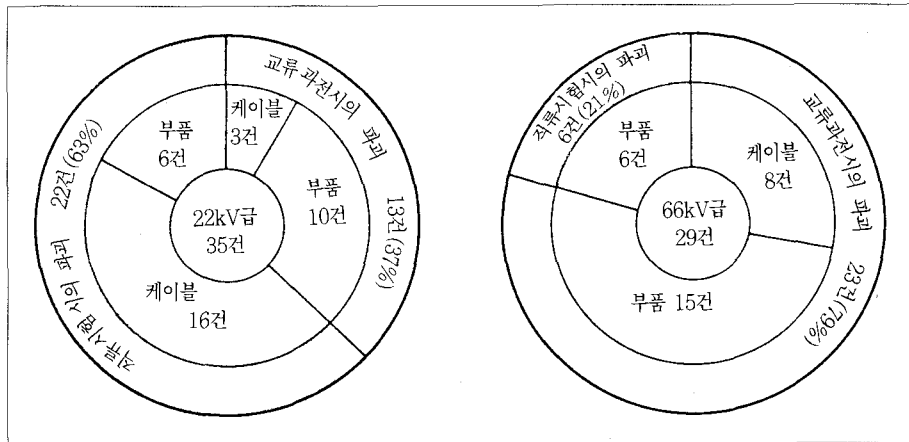 교류 과전시의 파괴
13건(37%)
케이블
3건
부품
10건
22kV급
35건
부품
6건
케이블
16건
직류시험 시의 파괴
22건(63%)
교류과전시의 파괴
23건(79%)
케이블
8건
66kV급
29건
부품 15건
직류시험시의 파괴
6건(21%)
부품
6건